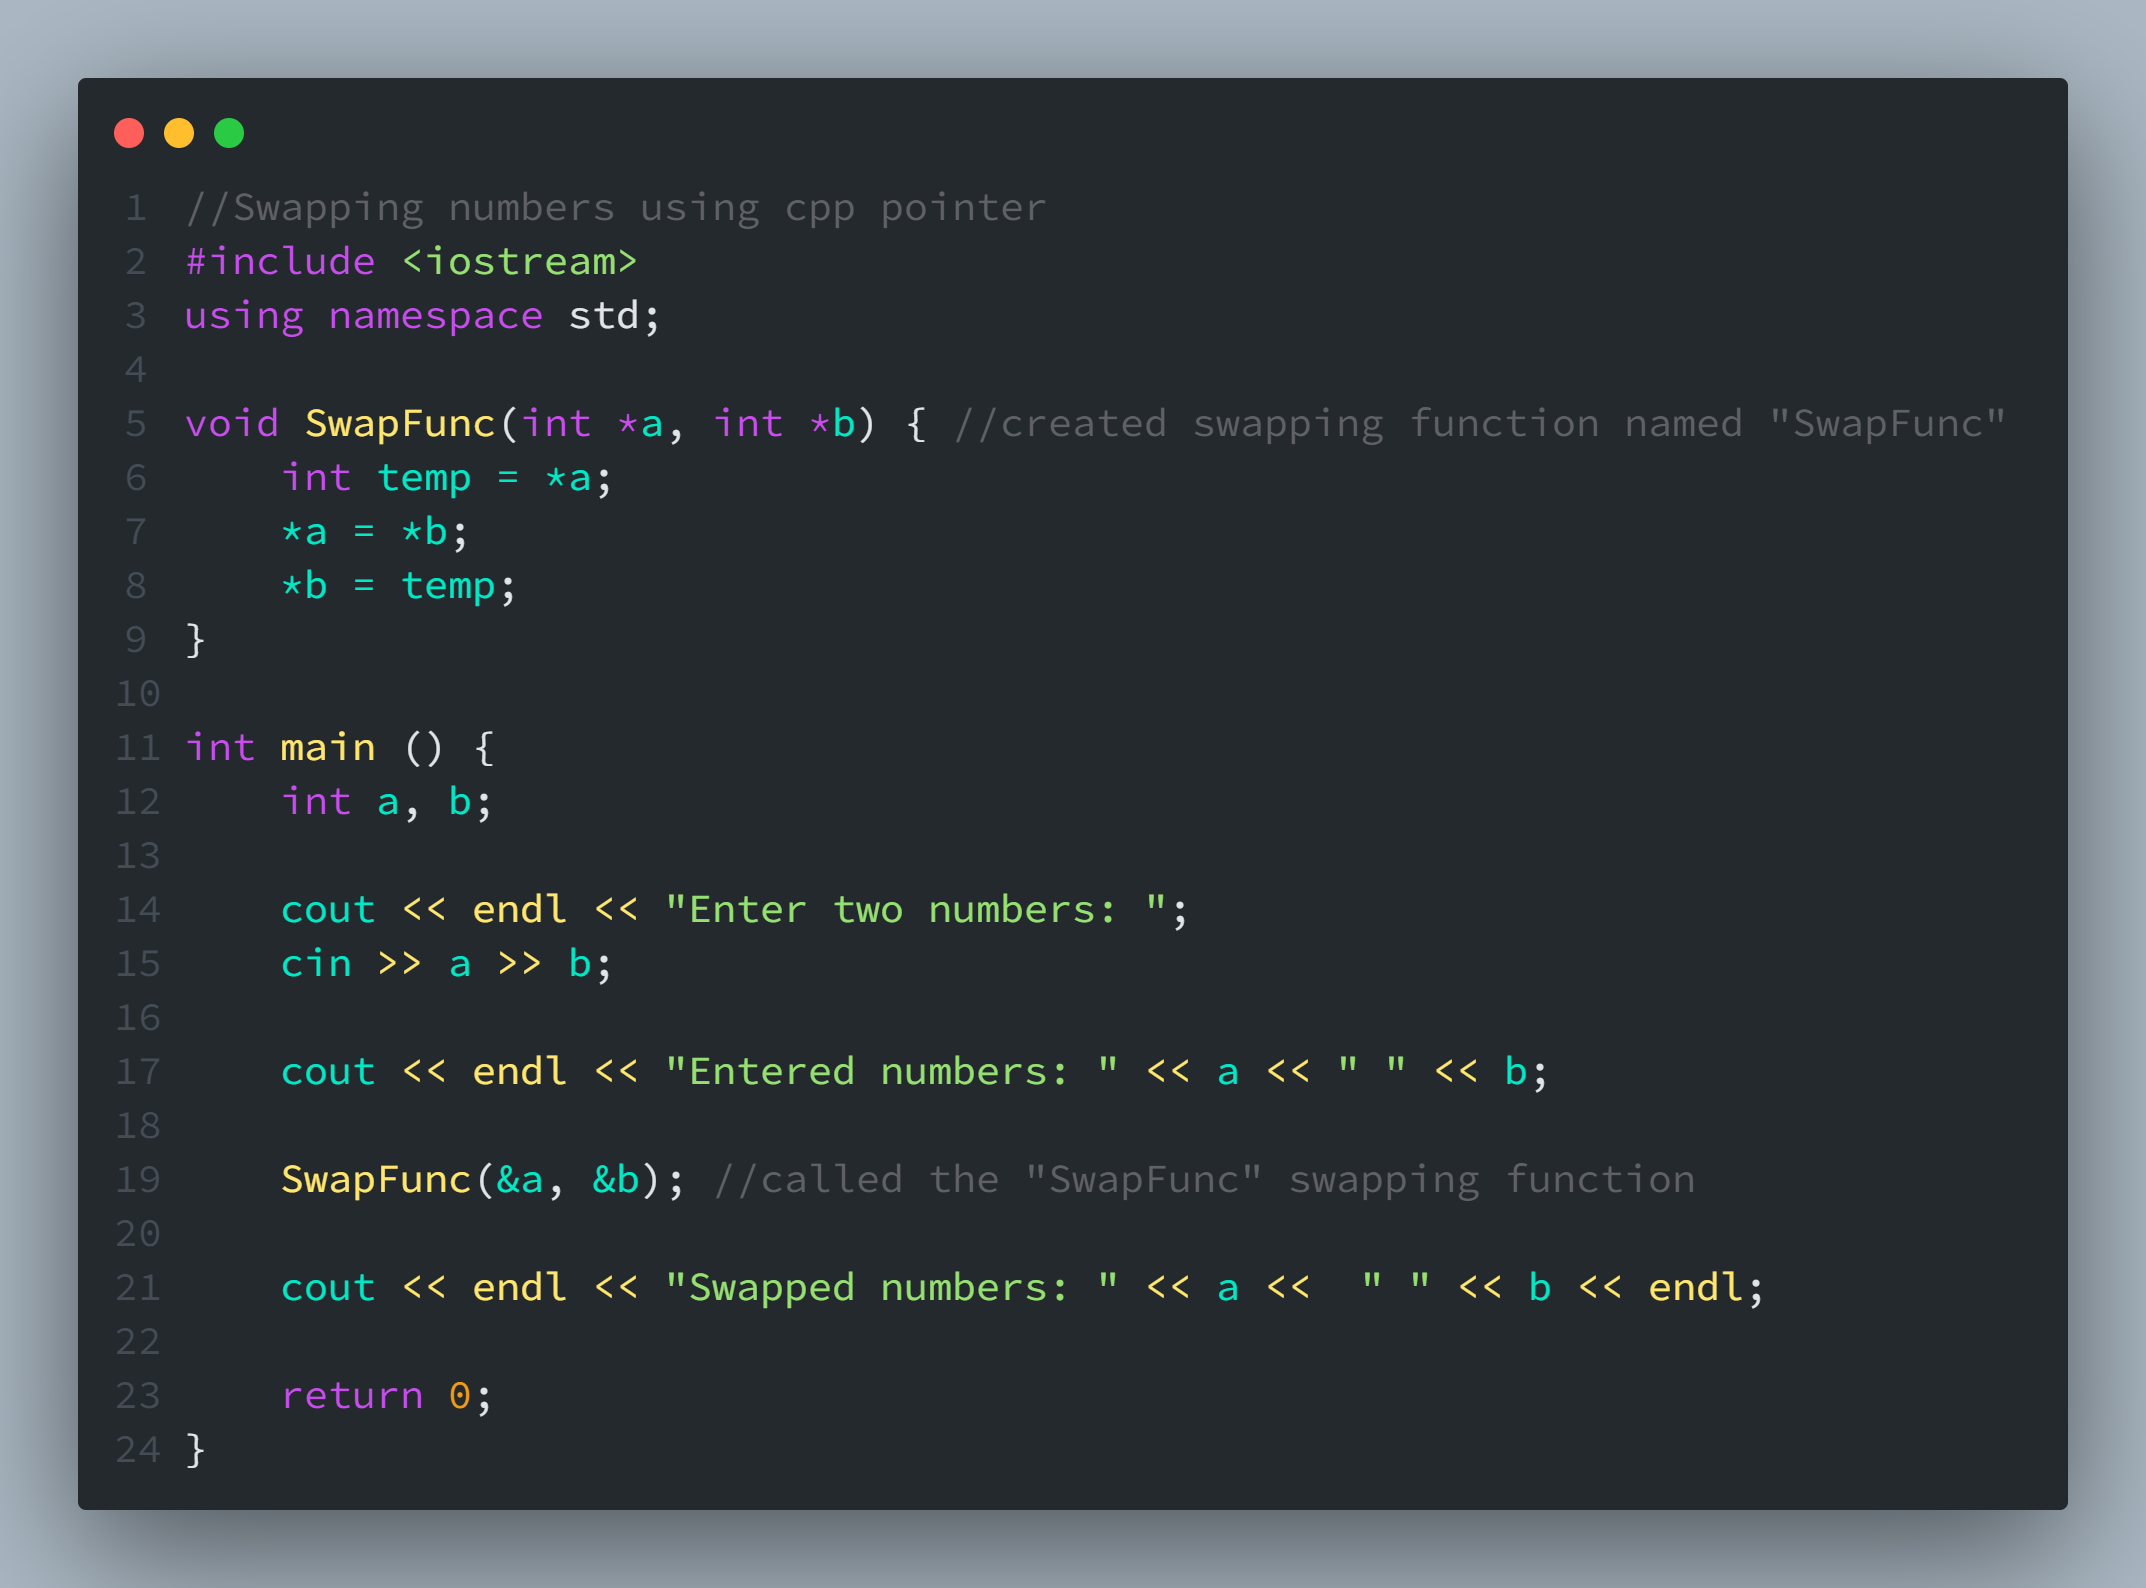 1 //Swapping numbers using cpp pointer
2 #include <iostream>
3 using namespace std;
4
5 void SwapFunc(int *a, int *b) { //created swapping function named "SwapFunc"
6     int temp = *a;
7     *a = *b;
8     *b = temp;
9 }
10
11 int main () {
12     int a, b;
13
14     cout << endl << "Enter two numbers: ";
15     cin >> a >> b;
16
17     cout << endl << "Entered numbers: " << a << " " << b;
18
19     SwapFunc(&a, &b); //called the "SwapFunc" swapping function
20
21     cout << endl << "Swapped numbers: " << a <<  " " << b << endl;
22
23     return 0;
24 }